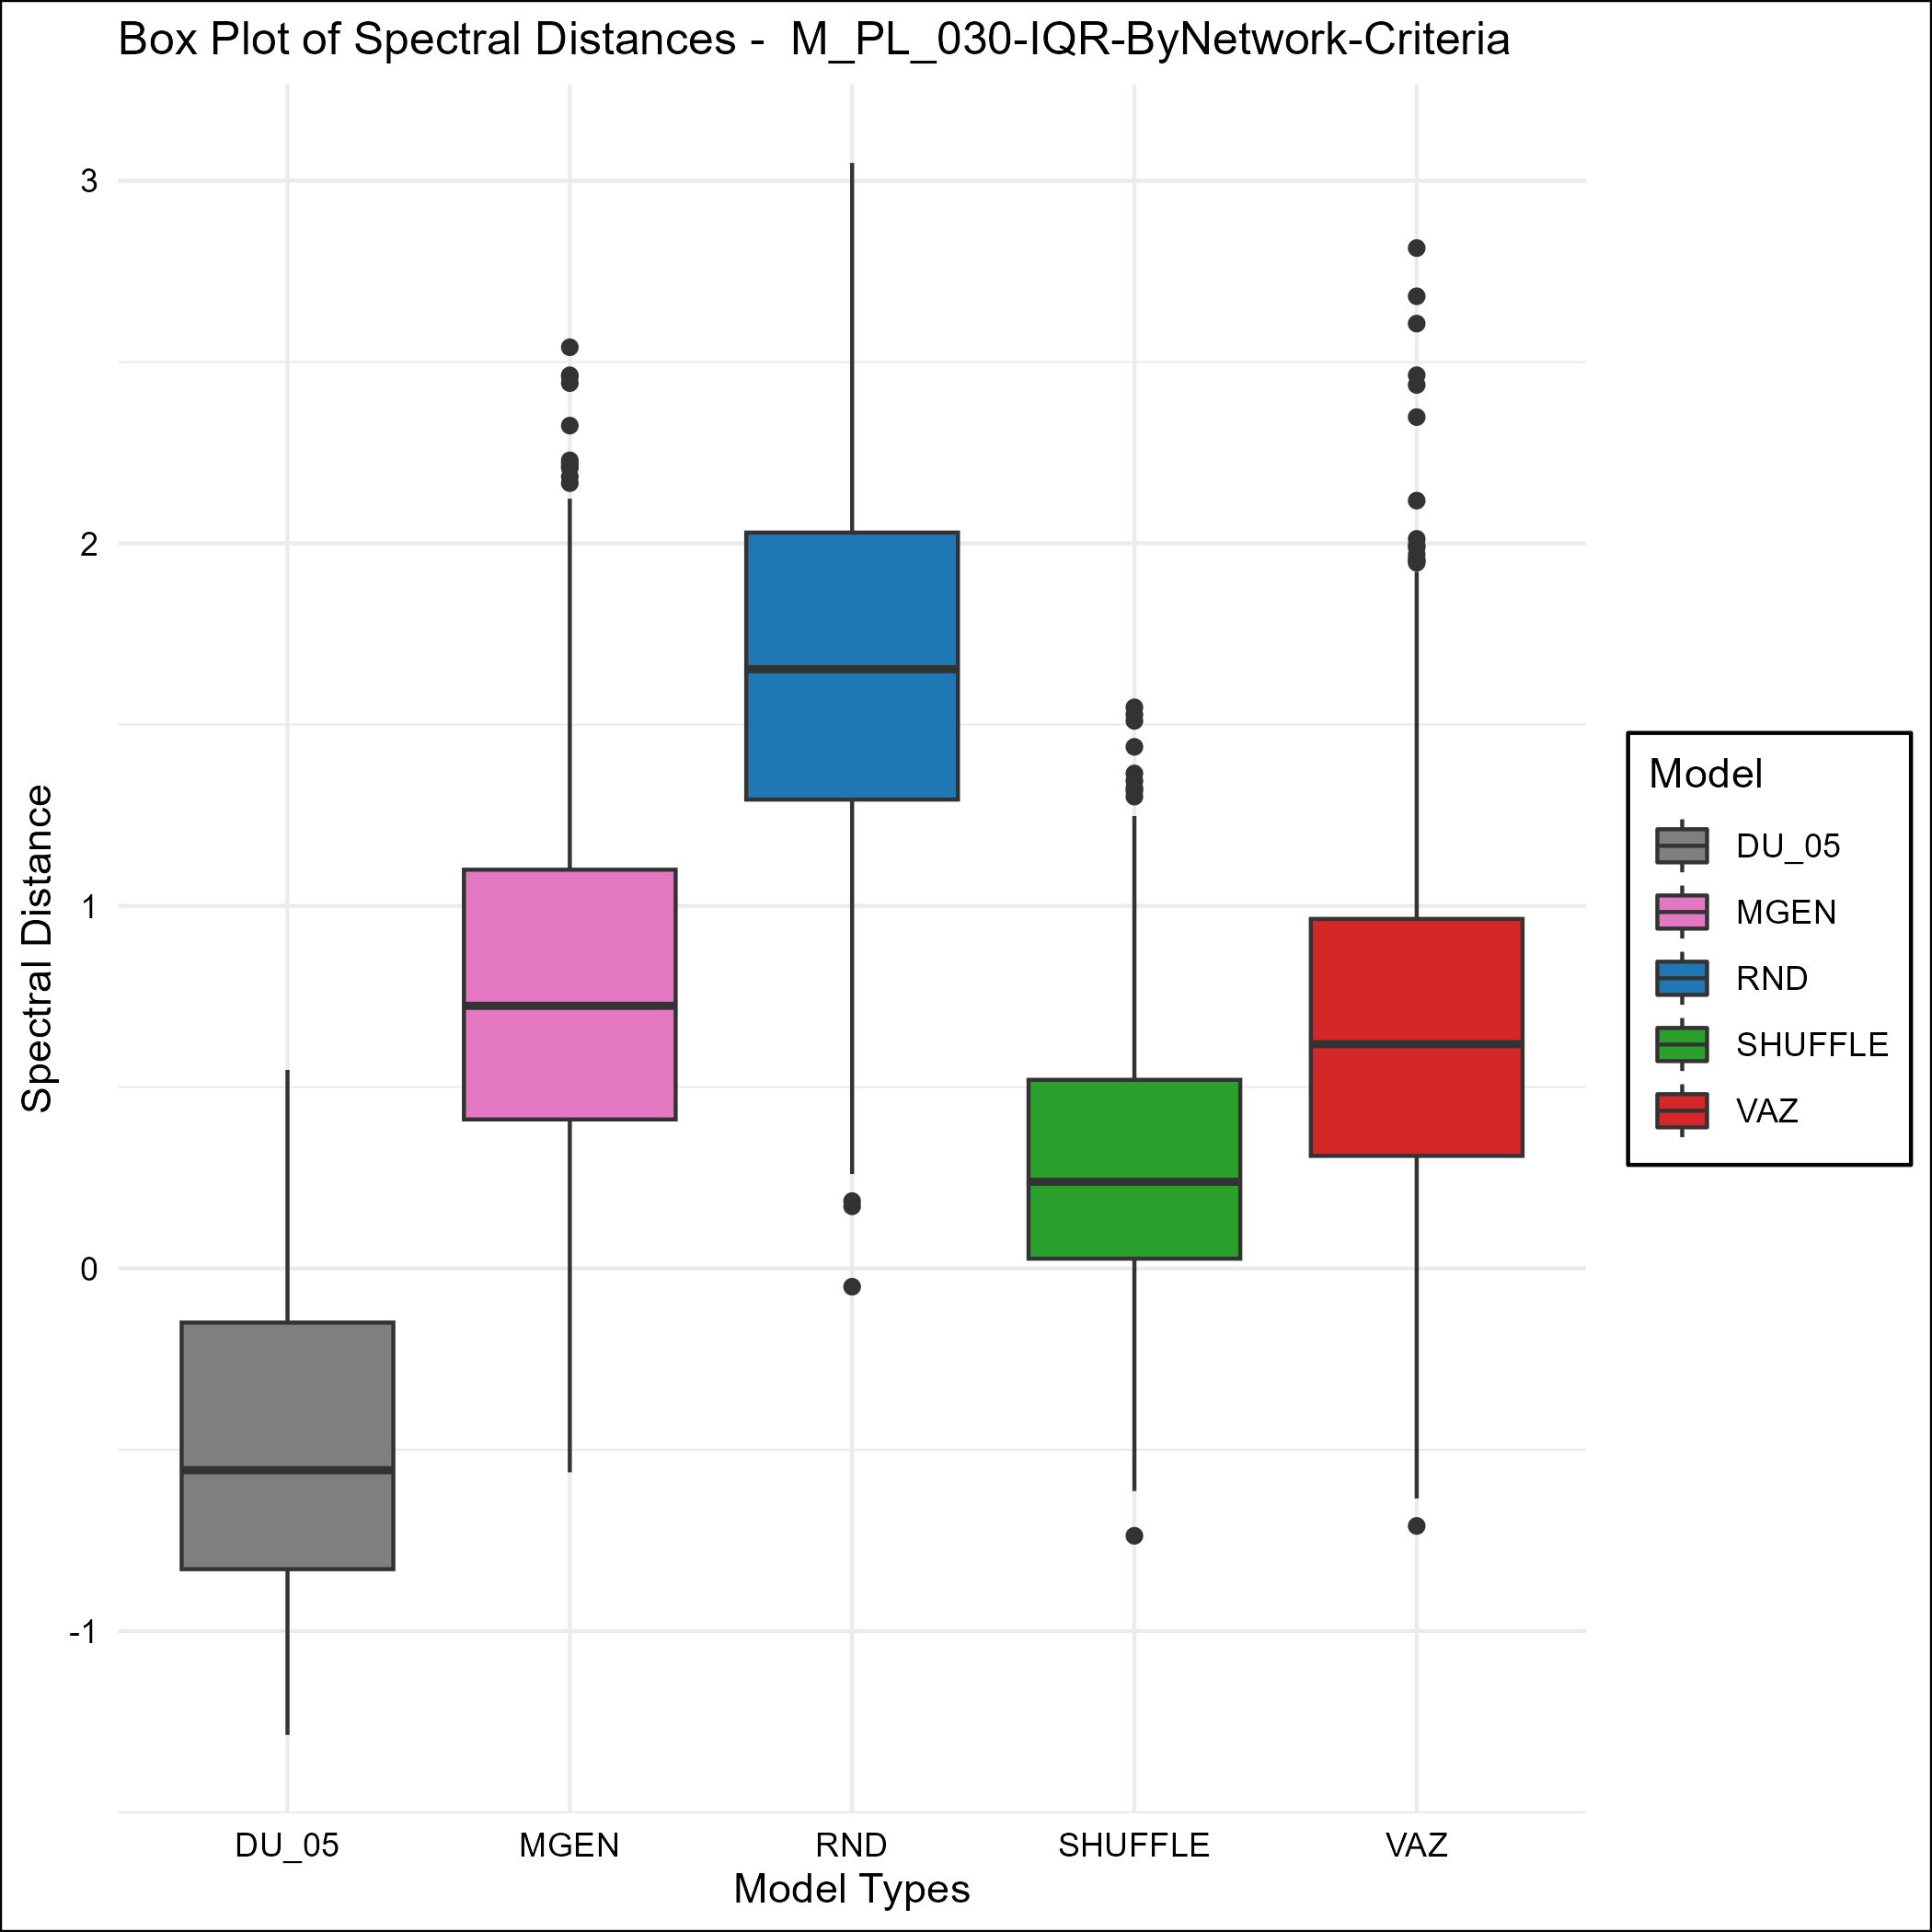 Box Plot of Spectral Distances -  M_PL_030-IQR-ByNetwork-Criteria
Spectral Distance
3
2
1
0
-1
DU_05
MGEN
RND
SHUFFLE
VAZ
Model Types
Model
DU_05
MGEN
RND
SHUFFLE
VAZ